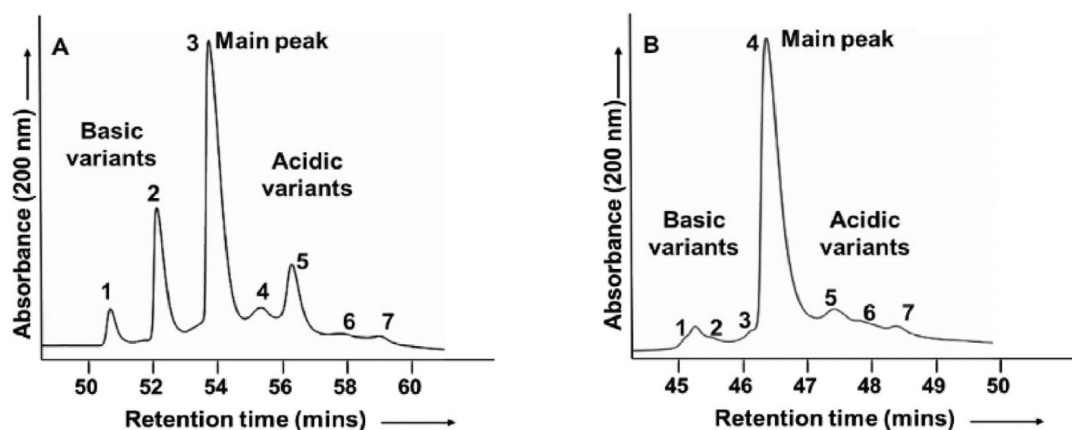 A
3 Main peak
Basic
variants
2
Acidic
variants
1
4
5
6
7
Absorbance (200 nm)
50 52 54 56 58 60
Retention time (mins)
B
4 Main peak
Basic
variants
Acidic
variants
1
2
3
5
6
7
Absorbance (200 nm)
45 46 47 48 49 50
Retention time (mins)